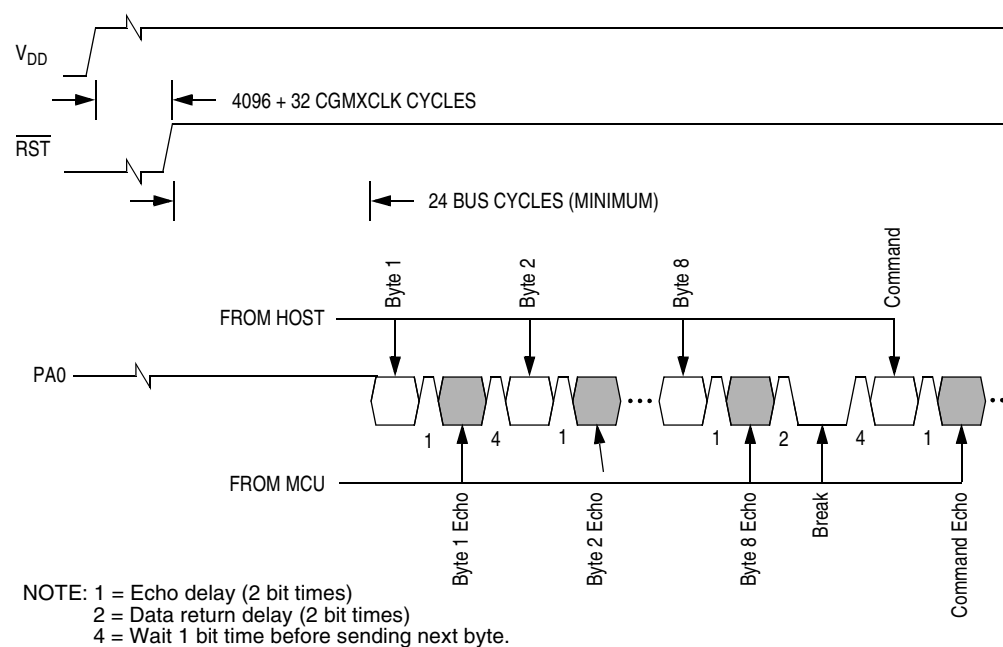 VDD
4096 + 32 CGMXCLK CYCLES
RST
24 BUS CYCLES (MINIMUM)
Byte 1
Byte 2
Byte 8
Command
FROM HOST
PA0
1
4
1
1
2
4
1
FROM MCU
Byte 1 Echo
Byte 2 Echo
Byte 8 Echo
Break
Command Echo
NOTE: 1 = Echo delay (2 bit times)
2 = Data return delay (2 bit times)
4 = Wait 1 bit time before sending next byte.